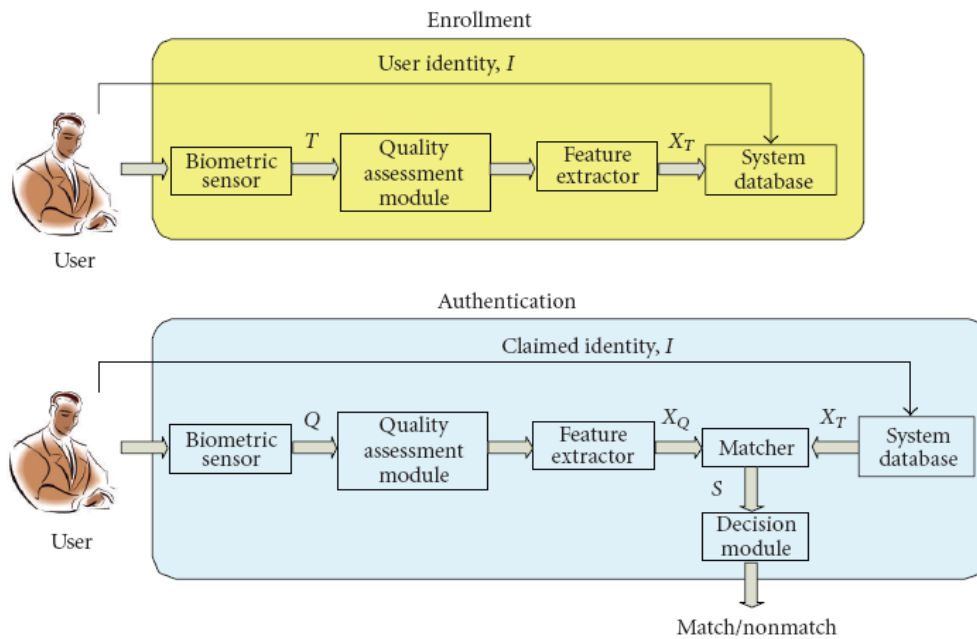 Enrollment
User identity, I
Biometric
sensor
T
Quality
assessment
module
Feature
extractor
X_T
System
database
User
Authentication
Claimed identity, I
Biometric
sensor
Q
Quality
assessment
module
Feature
extractor
X_Q
Matcher
X_T
System
database
S
Decision
module
User
Match/nonmatch